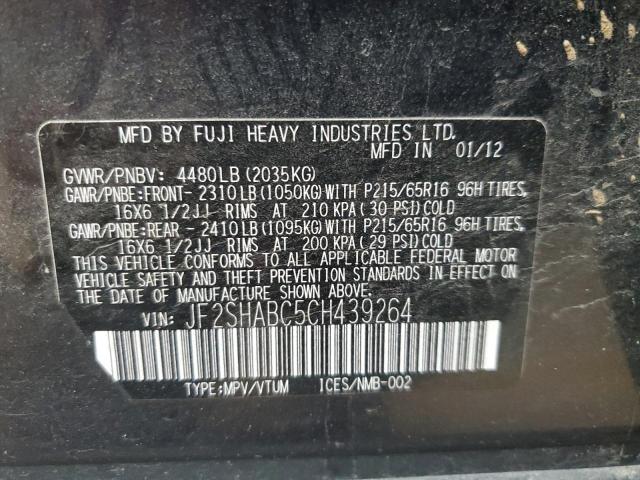 MFD BY FUJI HEAVY INDUSTRIES LTD.
MFD IN 01/12
GVWR/PNBV: 4480LB (2035KG)
GAWR/PNBE:FRONT- 2310LB (1050KG) WITH P215/65R16 96H TIRES,
16X6 1/2JJ RIMS AT 210 KPA (30 PSI) COLD
GAWR/PNBE:REAR - 2410LB (1095KG) WITH P215/65R16 96H TIRES,
16X6 1/2JJ RIMS AT 200 KPA (29 PSI) COLD
THIS VEHICLE CONFORMS TO ALL APPLICABLE FEDERAL MOTOR
VEHICLE SAFETY AND THEFT PREVENTION STANDARDS IN EFFECT ON
THE DATE OF MANUFACTURE SHOWN ABOVE.
VIN: JF2SHABC5CH439264
TYPE:MPV/VTUM ICES/NMB-002